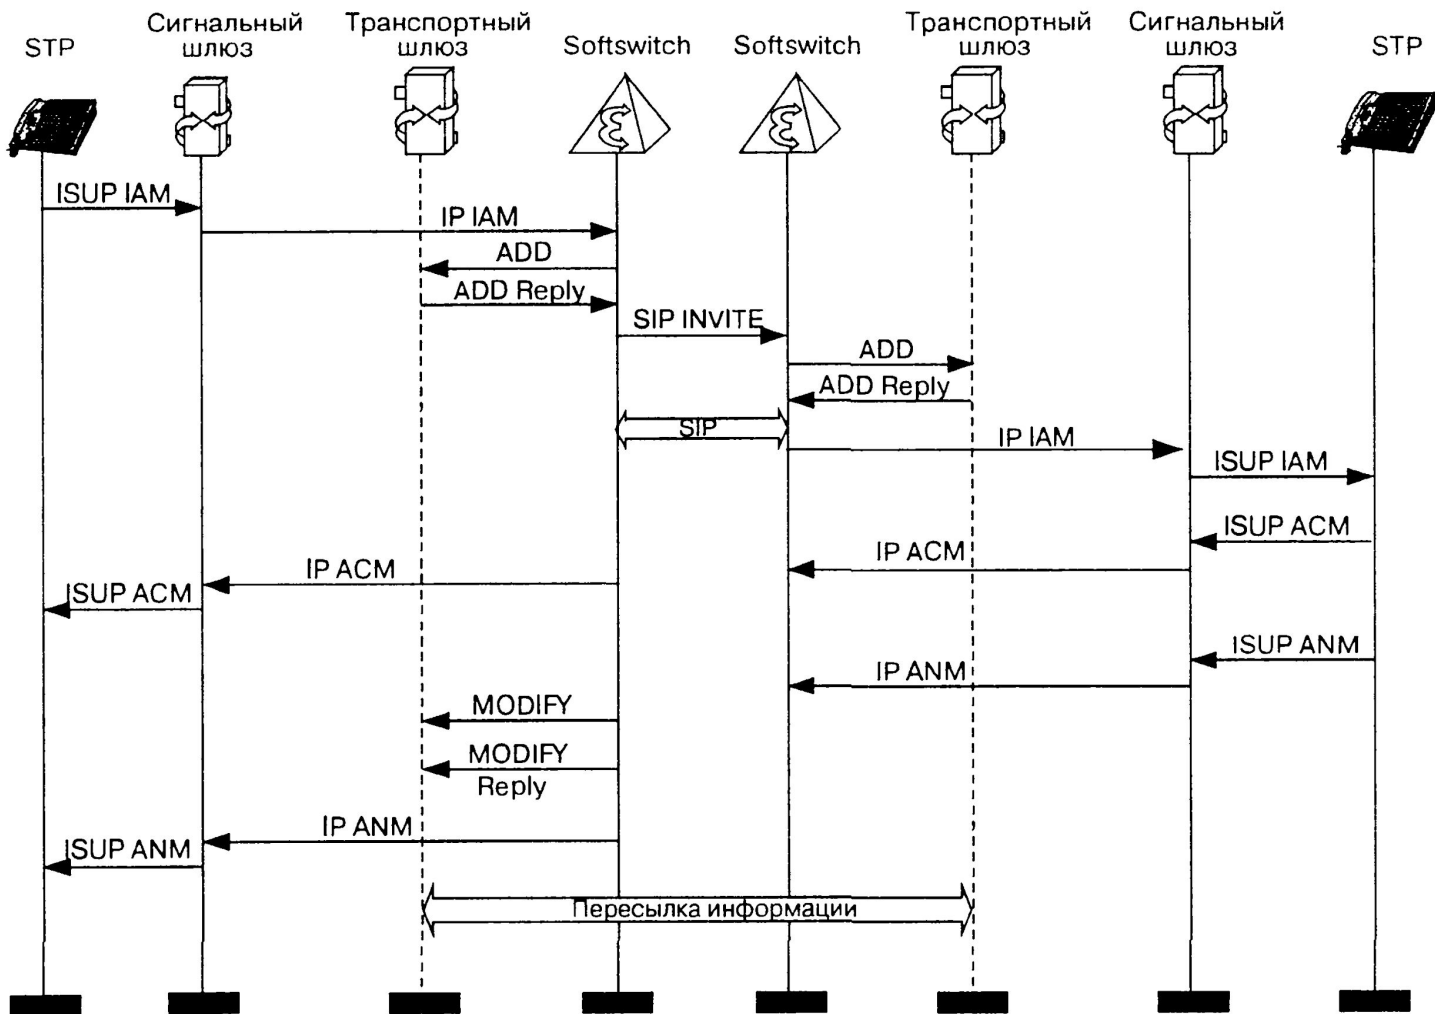 STP
Сигнальный
шлюз
Транспортный
шлюз
Softswitch
Softswitch
Транспортный
шлюз
Сигнальный
шлюз
STP
ISUP IAM
IP IAM
ADD
ADD Reply
SIP INVITE
ADD
ADD Reply
SIP
IP IAM
ISUP IAM
ISUP ACM
IP ACM
IP ACM
ISUP ACM
ISUP ANM
IP ANM
MODIFY
MODIFY
Reply
IP ANM
ISUP ANM
Пересылка информации